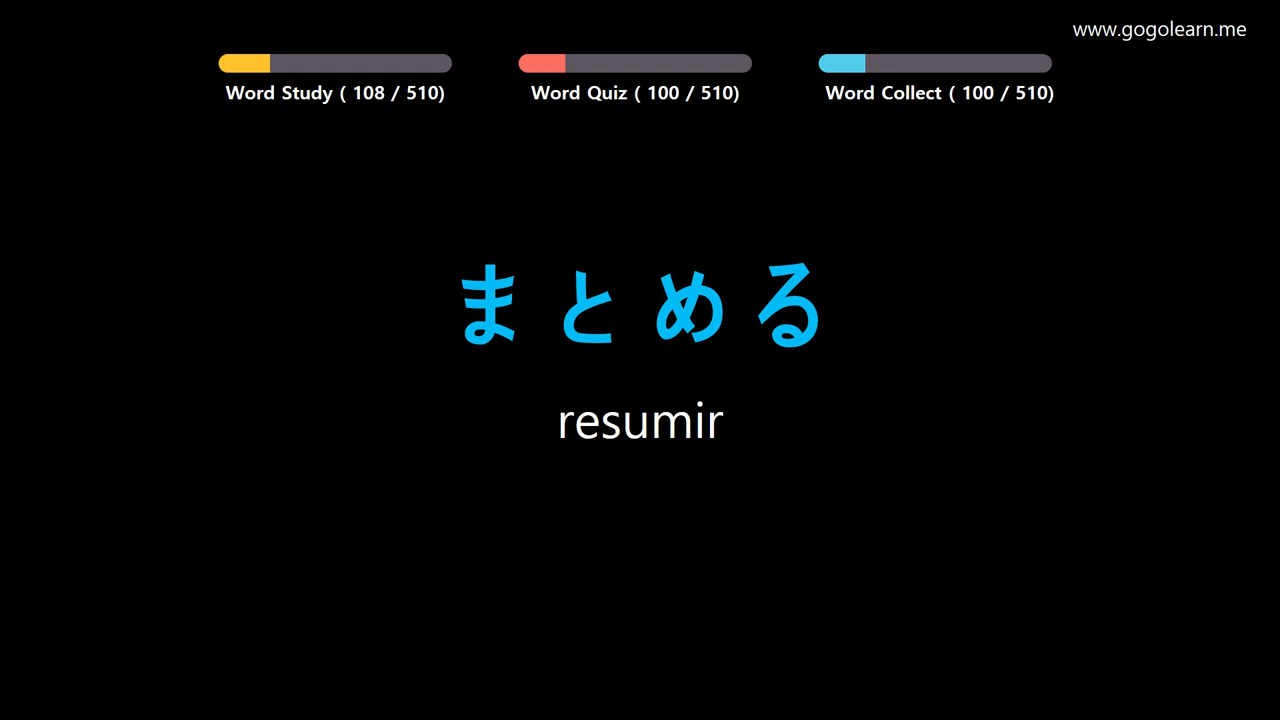 www.gogolearn.me
Word Study ( 108 / 510)
Word Quiz ( 100 / 510)
Word Collect ( 100 / 510)
まとめる
resumir